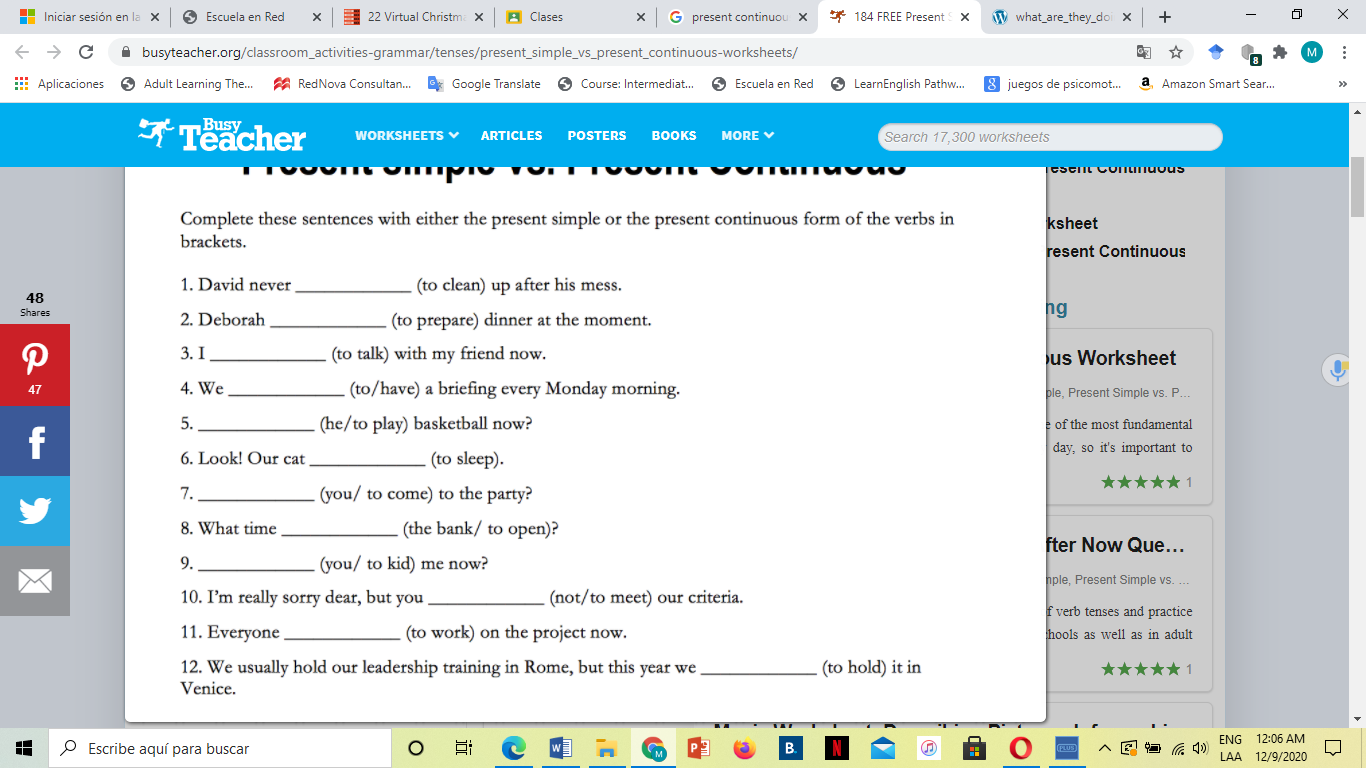 Iniciar sesión en la
Escuela en Red
22 Virtual Christma
Clases
present continuou
184 FREE Present S
what_are_they_doi
busyteacher.org/classroom_activities-grammar/tenses/present_simple_vs_present_continuous-worksheets/
8
M
Aplicaciones
Adult Learning The...
RedNova Consultan...
Google Translate
Course: Intermediat...
Escuela en Red
LearnEnglish Pathw...
juegos de psicomot...
Amazon Smart Sear...
»
Busy
Teacher
WORKSHEETS
ARTICLES
POSTERS
BOOKS
MORE
Search 17,300 worksheets
Present Simple vs. Present Continuous
Complete these sentences with either the present simple or the present continuous form of the verbs in
brackets.
1. David never ____________ (to clean) up after his mess.
2. Deborah ____________ (to prepare) dinner at the moment.
3. I ____________ (to talk) with my friend now.
4. We ____________ (to/have) a briefing every Monday morning.
5. ____________ (he/to play) basketball now?
6. Look! Our cat ____________ (to sleep).
7. ____________ (you/ to come) to the party?
8. What time ____________ (the bank/ to open)?
9. ____________ (you/ to kid) me now?
10. I'm really sorry dear, but you ____________ (not/to meet) our criteria.
11. Everyone ____________ (to work) on the project now.
12. We usually hold our leadership training in Rome, but this year we ____________ (to hold) it in
Venice.
48
Shares
47
resent Continuous
ksheet
resent Continuous
ng
ous Worksheet
ple, Present Simple vs. P...
e of the most fundamental
day, so it's important to
1
fter Now Que...
mple, Present Simple vs. ...
f verb tenses and practice
hools as well as in adult
1
Escribe aquí para buscar
B.
N
PLUS
ENG
LAA
12:06 AM
12/9/2020